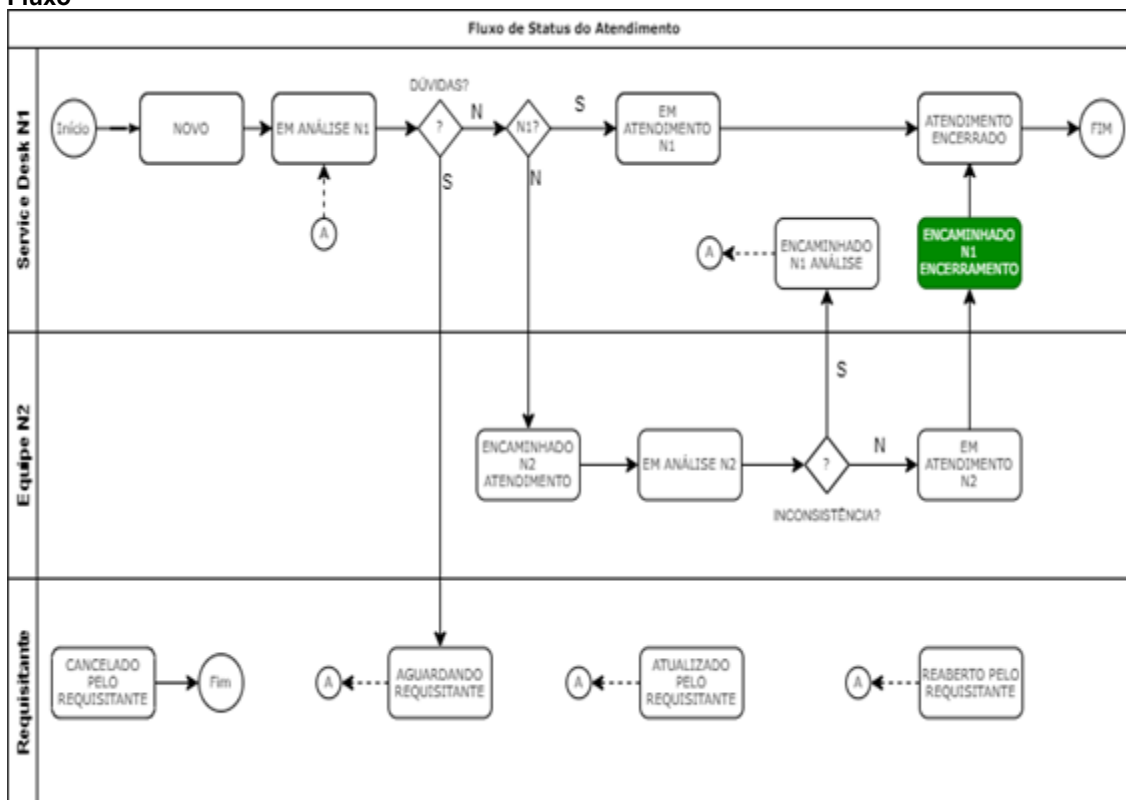 Fluxo
Fluxo de Status do Atendimento
Service Desk N1
Início
NOVO
EM ANÁLISE N1
DÚVIDAS?
?
N
S
N1?
S
N
EM
ATENDIMENTO
N1
ATENDIMENTO
ENCERRADO
FIM
A
A
ENCAMINHADO
N1 ANÁLISE
ENCAMINHADO
N1
ENCERRAMENTO
Equipe N2
ENCAMINHADO
N2
ATENDIMENTO
EM ANÁLISE N2
?
INCONSISTÊNCIA?
S
N
EM
ATENDIMENTO
N2
Requisitante
CANCELADO
PELO
REQUISITANTE
Fim
A
AGUARDANDO
REQUISITANTE
A
ATUALIZADO
PELO
REQUISITANTE
A
REABERTO PELO
REQUISITANTE